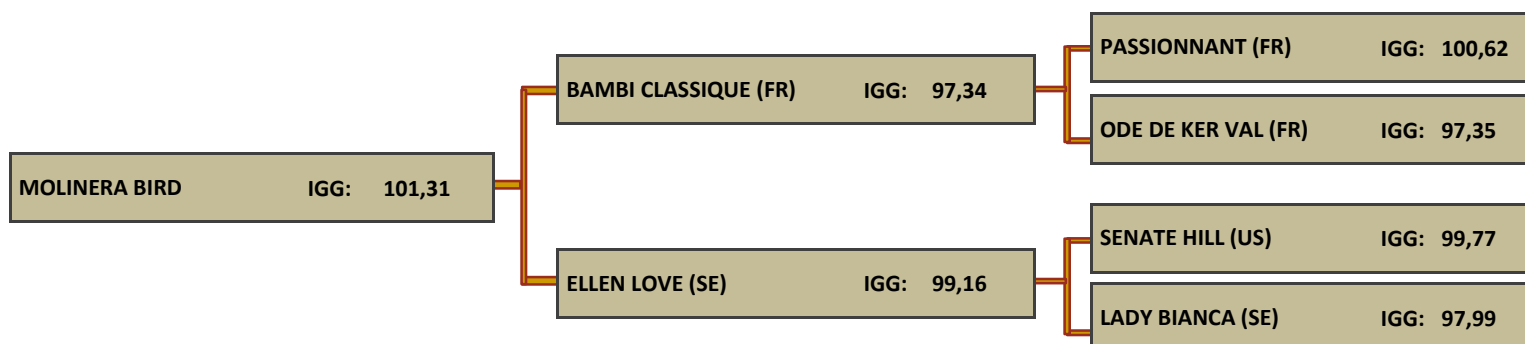 PASSIONNANT (FR) IGG: 100,62
BAMBI CLASSIQUE (FR) IGG: 97,34
ODE DE KER VAL (FR) IGG: 97,35
MOLINERA BIRD IGG: 101,31
SENATE HILL (US) IGG: 99,77
ELLEN LOVE (SE) IGG: 99,16
LADY BIANCA (SE) IGG: 97,99